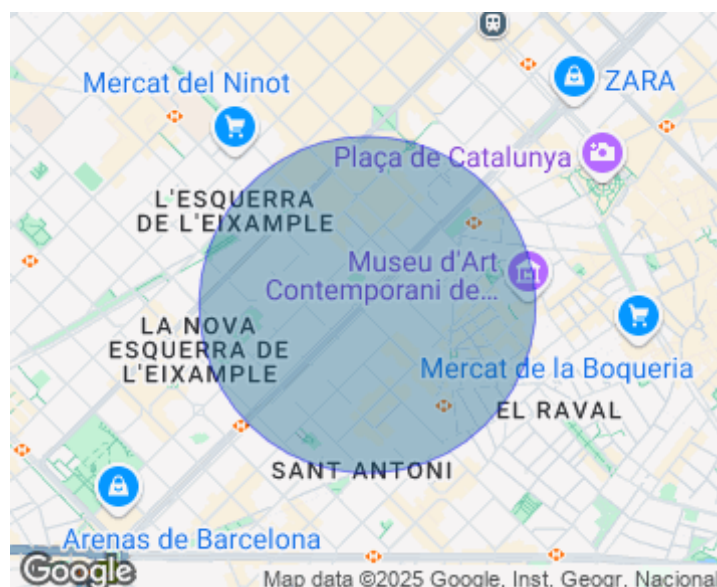 Mercat del Ninot
ZARA
Plaça de Catalunya
L'ESQUERRA
DE L'EIXAMPLE
Museu d'Art
Contemporani de...
LA NOVA
ESQUERRA DE
L'EIXAMPLE
Mercat de la Boqueria
EL RAVAL
SANT ANTONI
Arenas de Barcelona
Google
Map data ©2025 Google, Inst. Geogr. Nacional